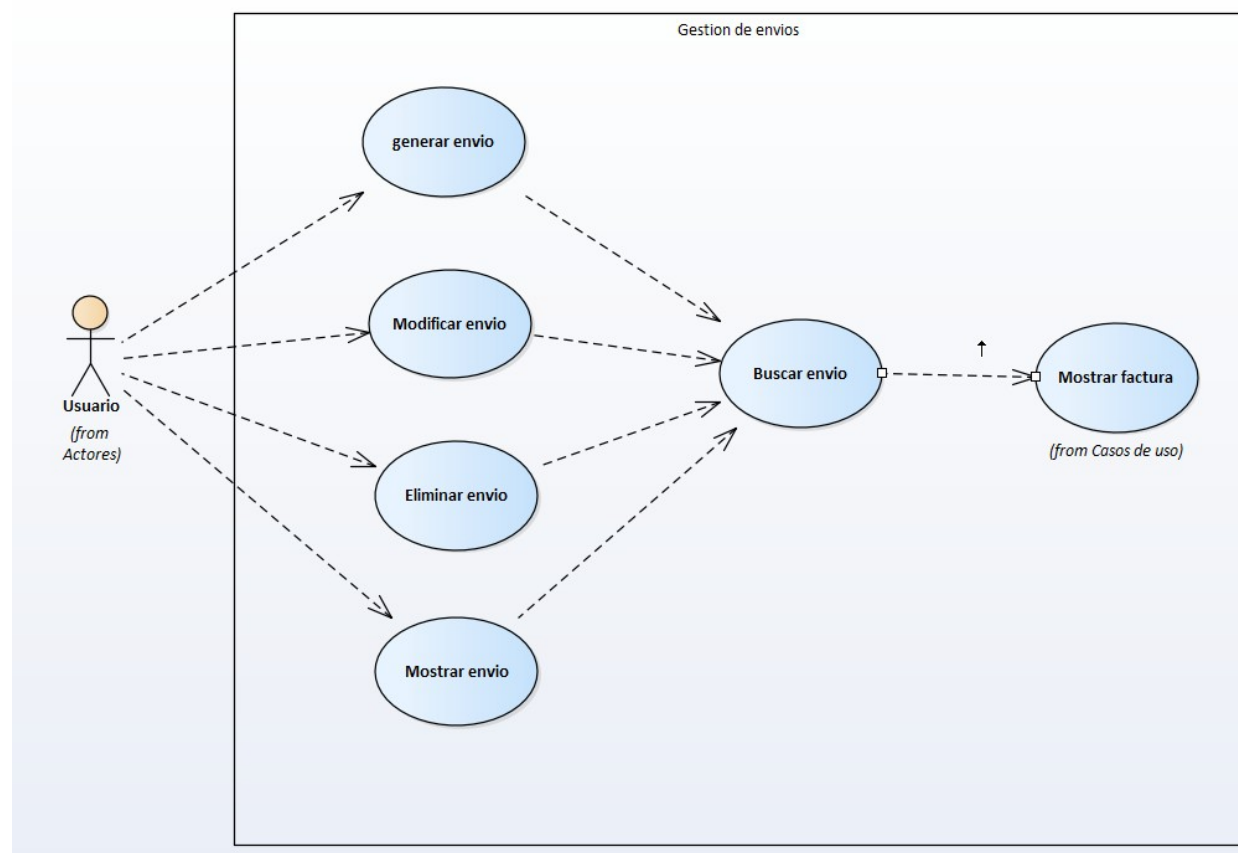 Gestion de envios
generar envio
Modificar envio
Buscar envio
Mostrar factura
Usuario
(from
Actores)
(from Casos de uso)
Eliminar envio
Mostrar envio